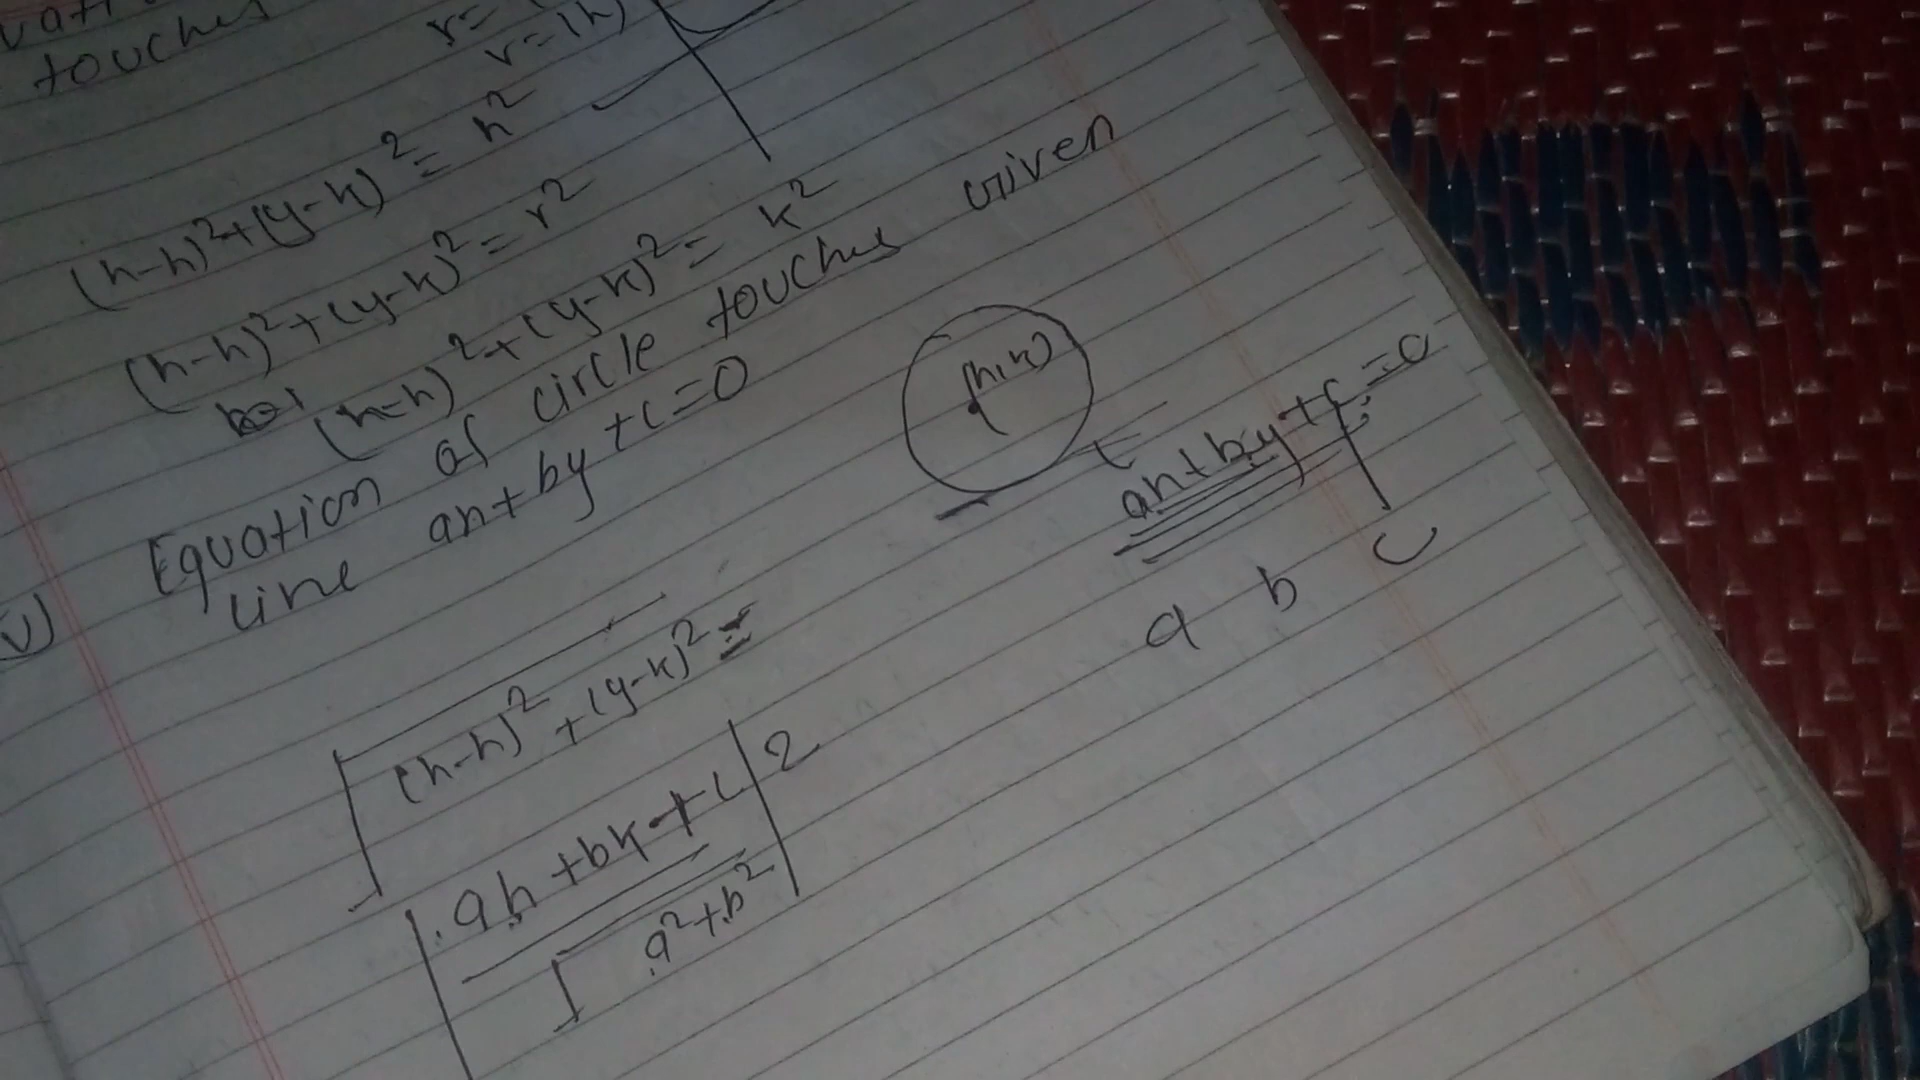 touches
r=
r=(h)
(x-h)²+(y-k)²=h²
(x-h)²+(y-k)²=r²
(x-h)²+(y-k)²=k²
v) Equation of circle touches given
line ax+by+c=0
(h,k)
ax+by+c=0
a b c
(x-h)²+(y-k)²=
|ah+bk+c|²
√a²+b²